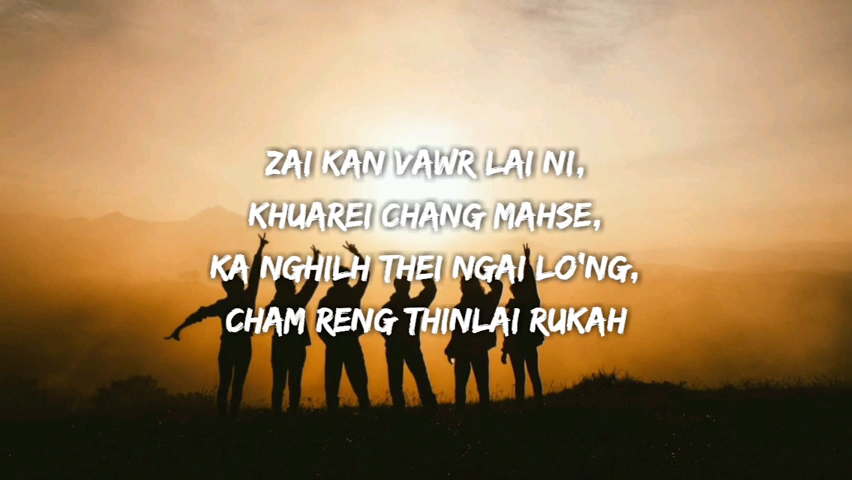 ZAI KAN VAWR LAI NI,
KHUAREI CHANG MAHSE,
KA NGHILH THEI NGAI LO'NG,
CHAM RENG THINLAI RUKAH